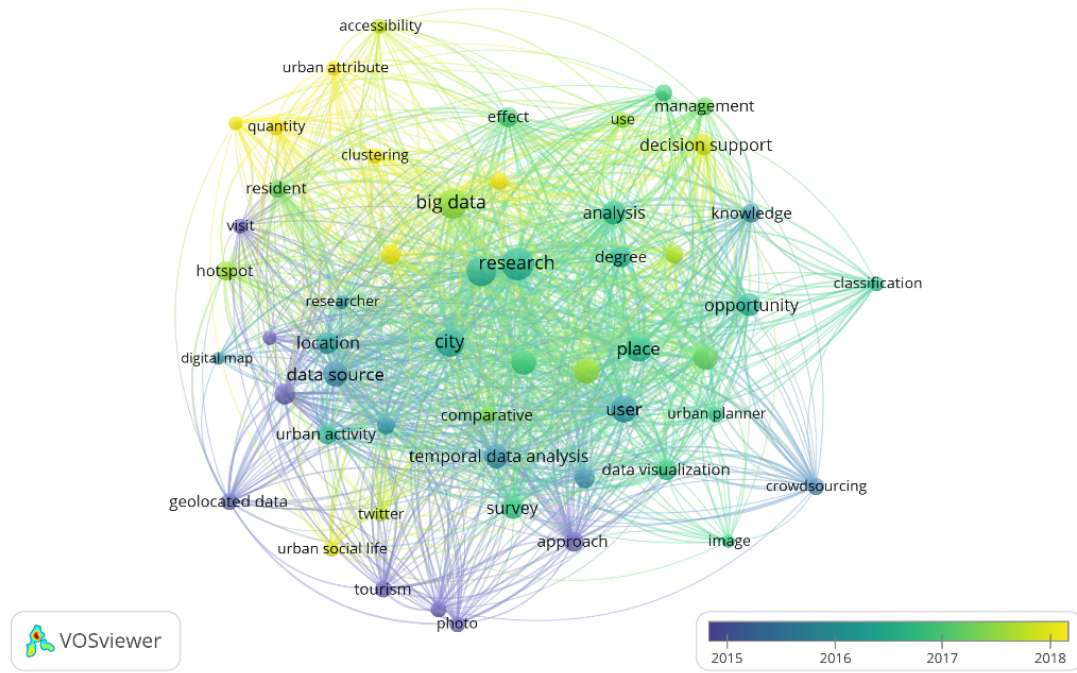 accessibility
urban attribute
management
effect
use
quantity
decision support
clustering
resident
big data
analysis
knowledge
visit
research
degree
hotspot
classification
researcher
opportunity
location
city
place
digital map
data source
user
comparative
urban planner
urban activity
temporal data analysis
data visualization
crowdsourcing
geolocated data
survey
twitter
approach
image
urban social life
tourism
photo
VOSviewer
2015 2016 2017 2018